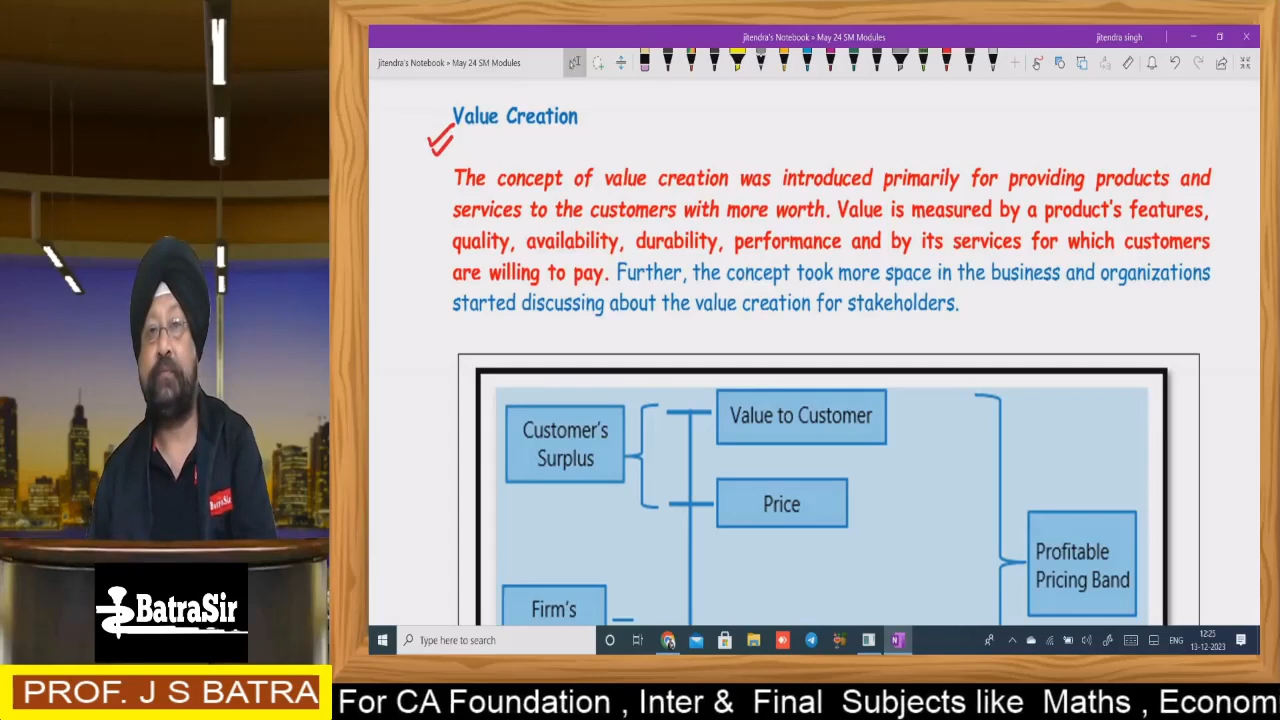 jitendra's Notebook » May 24 SM Modules
jitendra singh
jitendra's Notebook » May 24 SM Modules
Value Creation
The concept of value creation was introduced primarily for providing products and
services to the customers with more worth. Value is measured by a product's features,
quality, availability, durability, performance and by its services for which customers
are willing to pay. Further, the concept took more space in the business and organizations
started discussing about the value creation for stakeholders.
Customer's
Surplus
Value to Customer
Price
Profitable
Pricing Band
Firm's
BatraSir
BatraSir
Type here to search
ENG
12:25
13-12-2023
PROF. J S BATRA
For CA Foundation , Inter & Final Subjects like Maths , Econom